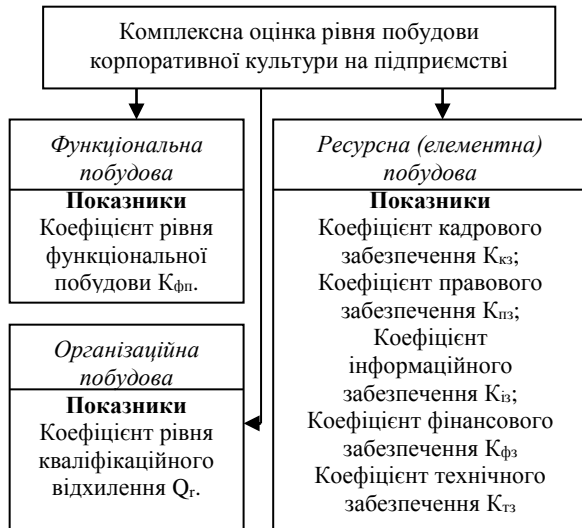 Комплексна оцінка рівня побудови
корпоративної культури на підприємстві
Функціональна
побудова
Показники
Коефіцієнт рівня
функціональної
побудови Кфп.
Організаційна
побудова
Показники
Коефіцієнт рівня
кваліфікаційного
відхилення Qr.
Ресурсна (елементна)
побудова
Показники
Коефіцієнт кадрового
забезпечення Ккз;
Коефіцієнт правового
забезпечення Кпз;
Коефіцієнт
інформаційного
забезпечення Кіз;
Коефіцієнт фінансового
забезпечення Кфз
Коефіцієнт технічного
забезпечення Ктз